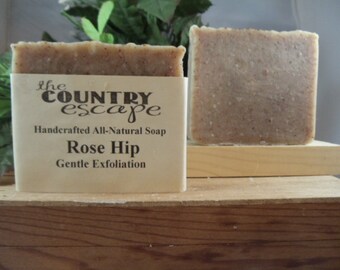 the
COUNTRY
escape
Handcrafted All-Natural Soap
Rose Hip
Gentle Exfoliation